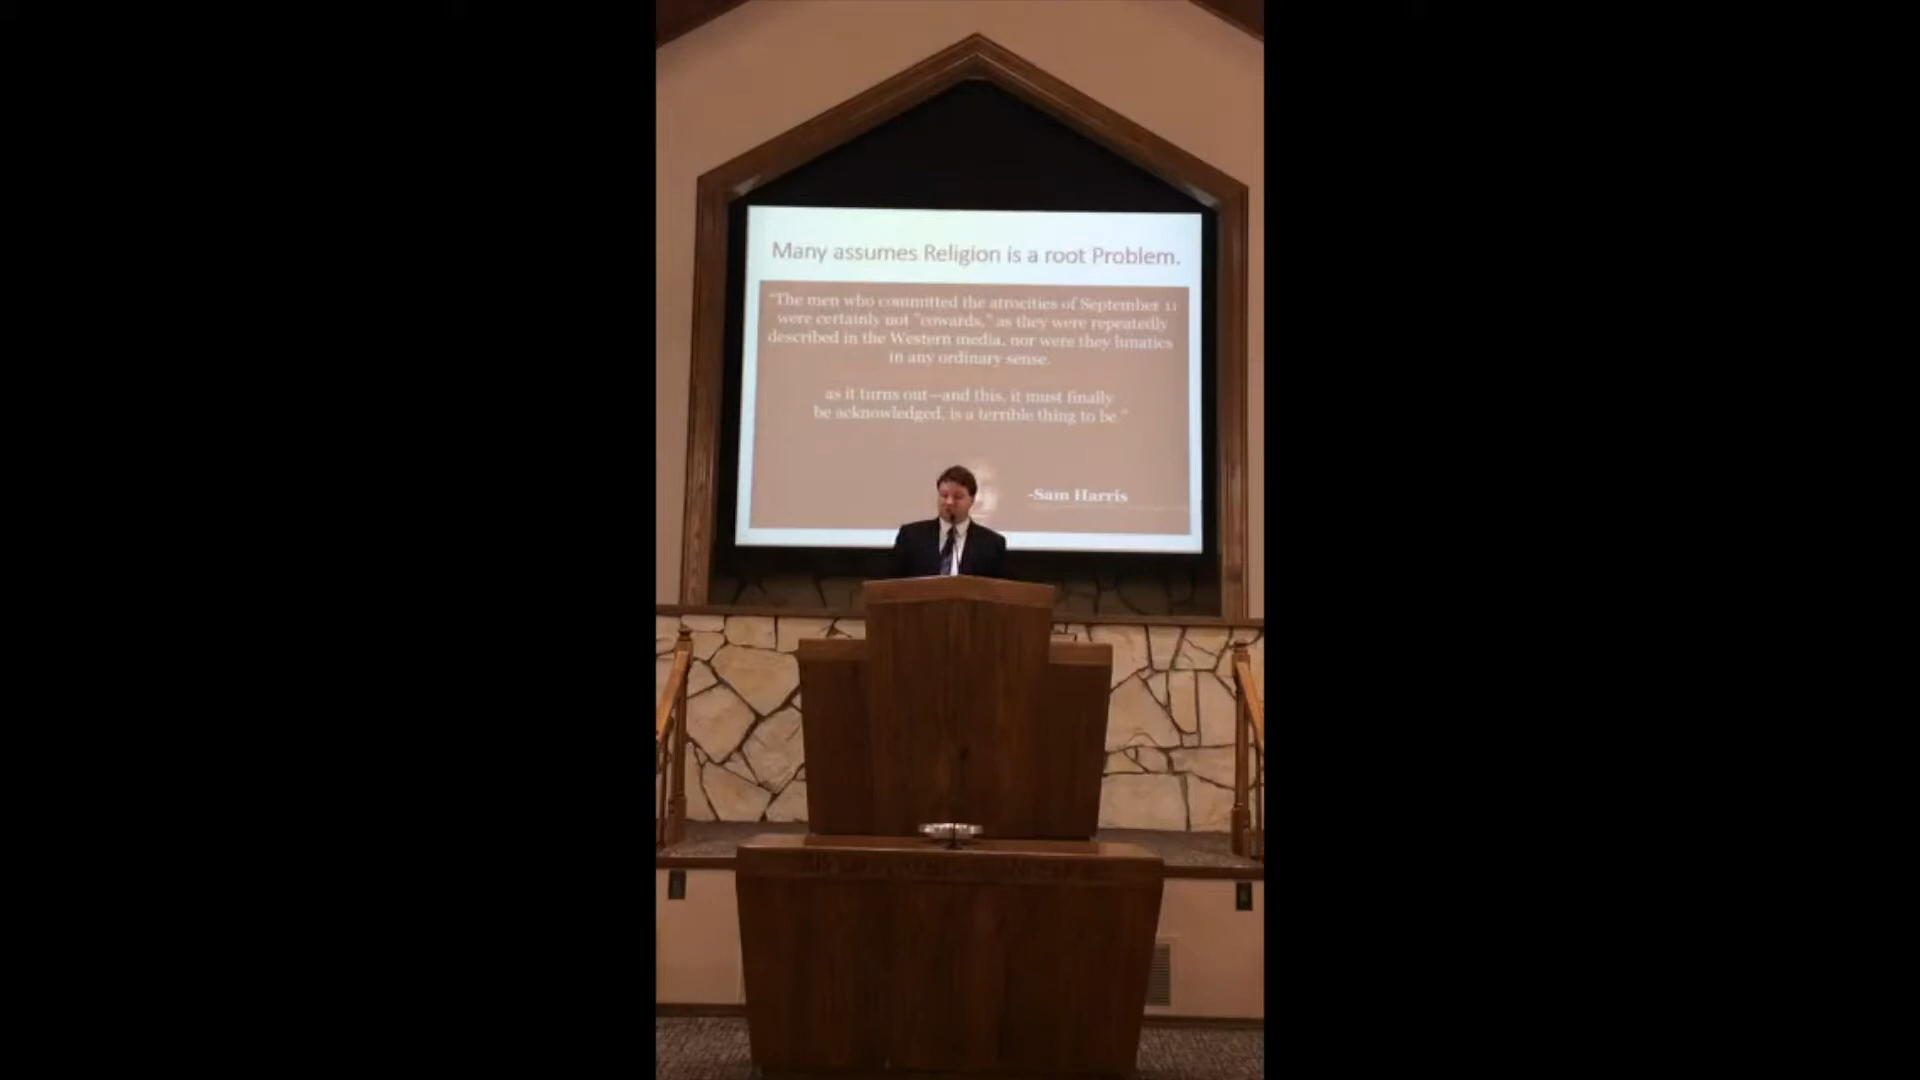 Many assumes Religion is a root Problem.
"The men who committed the atrocities of September 11
were certainly not "cowards," as they were repeatedly
described in the Western media, nor were they lunatics
in any ordinary sense.
as it turns out—and this, it must finally
be acknowledged, is a terrible thing to be."
-Sam Harris